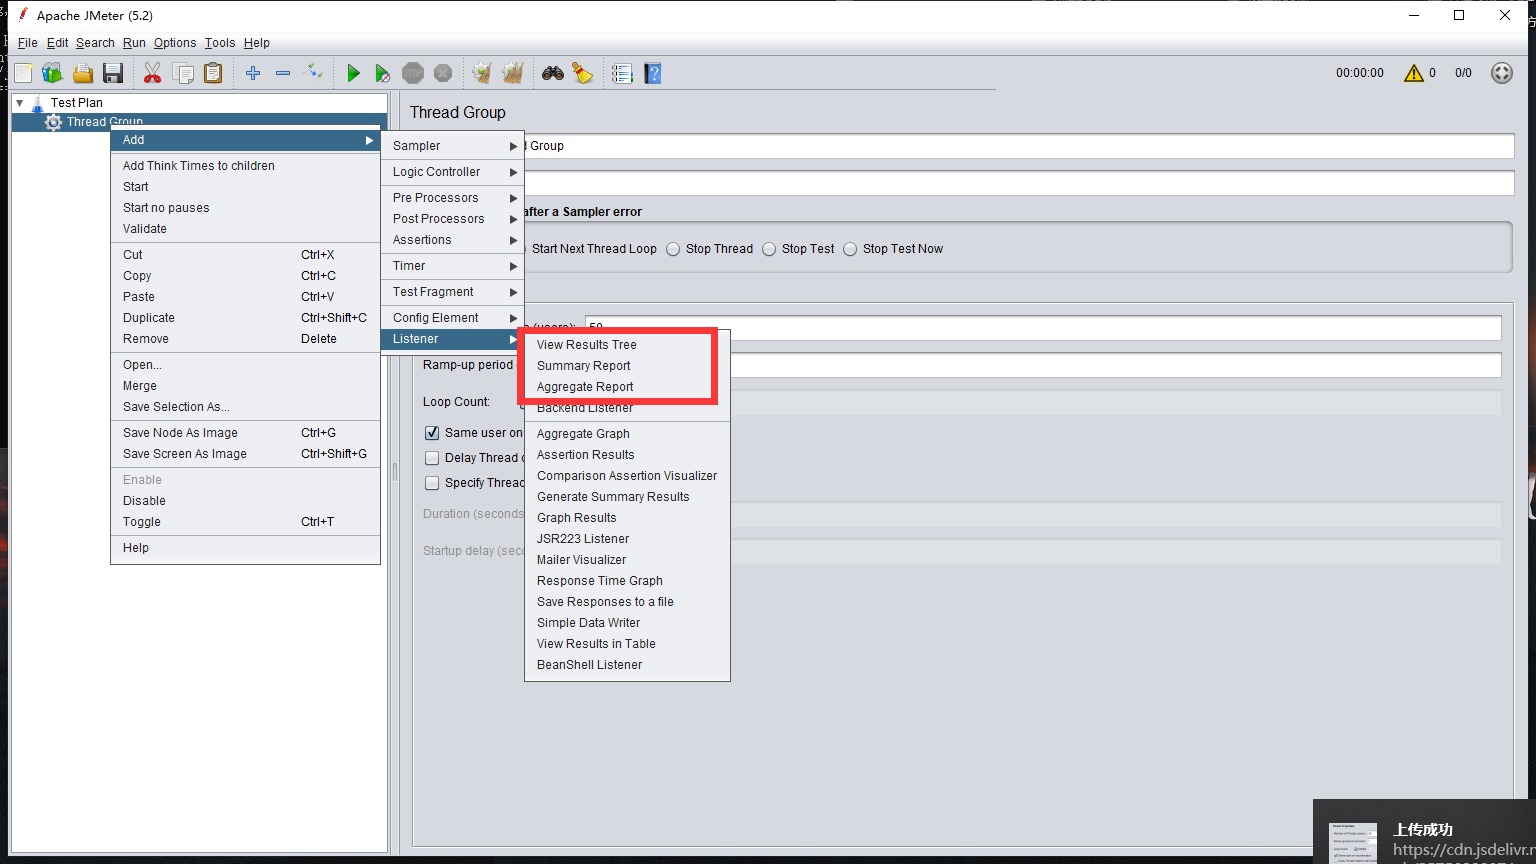 Apache JMeter (5.2)
File Edit Search Run Options Tools Help
00:00:00 0 0/0
Test Plan
Thread Group
Thread Group
Group
after a Sampler error
Start Next Thread Loop Stop Thread Stop Test Stop Test Now
50
Ramp-up period
Loop Count:
Same user on
Delay Thread
Specify Thread
Duration (seconds
Startup delay (sec
Add
Add Think Times to children
Start
Start no pauses
Validate
Cut Ctrl+X
Copy Ctrl+C
Paste Ctrl+V
Duplicate Ctrl+Shift+C
Remove Delete
Open...
Merge
Save Selection As...
Save Node As Image Ctrl+G
Save Screen As Image Ctrl+Shift+G
Enable
Disable
Toggle Ctrl+T
Help
Sampler
Logic Controller
Pre Processors
Post Processors
Assertions
Timer
Test Fragment
Config Element
Listener
View Results Tree
Summary Report
Aggregate Report
Backend Listener
Aggregate Graph
Assertion Results
Comparison Assertion Visualizer
Generate Summary Results
Graph Results
JSR223 Listener
Mailer Visualizer
Response Time Graph
Save Responses to a file
Simple Data Writer
View Results in Table
BeanShell Listener
上传成功
https://cdn.jsdelivr.n